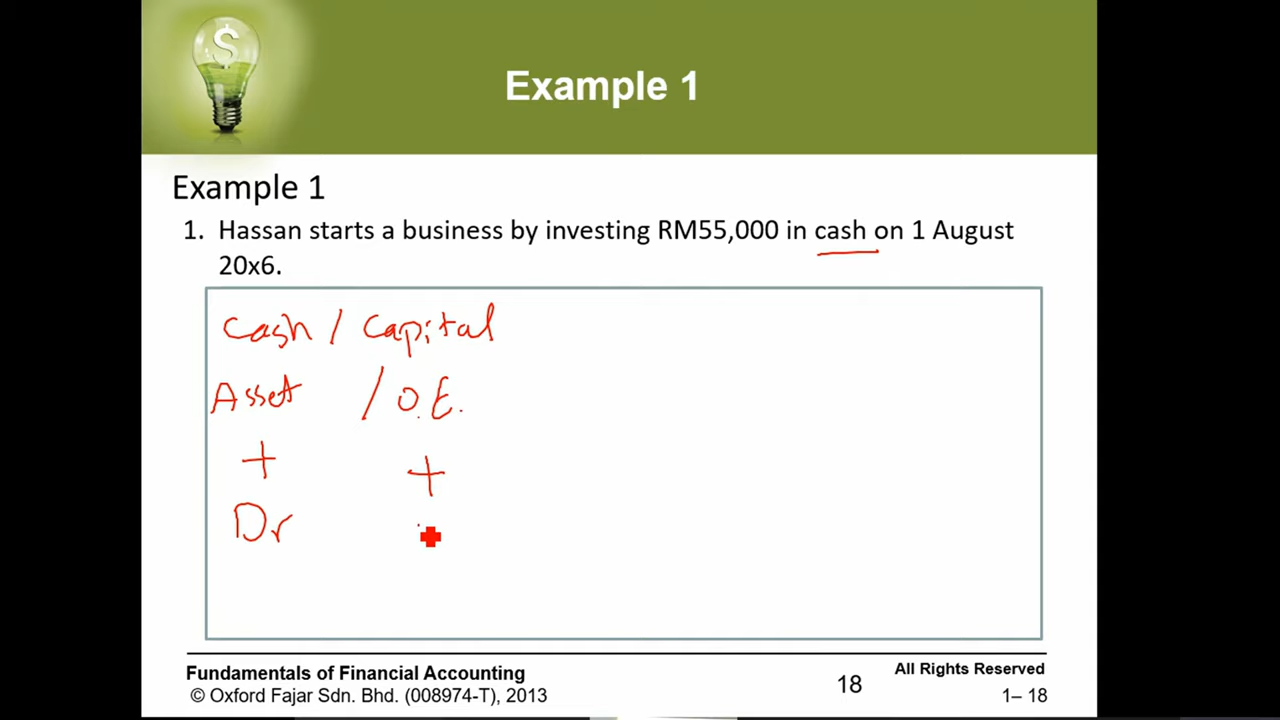 $
Example 1
Example 1
1. Hassan starts a business by investing RM55,000 in cash on 1 August
20x6.
Cash / Capital
Asset / O.E.
+ +
Dr
Fundamentals of Financial Accounting
All Rights Reserved
© Oxford Fajar Sdn. Bhd. (008974-T), 2013
18
1– 18